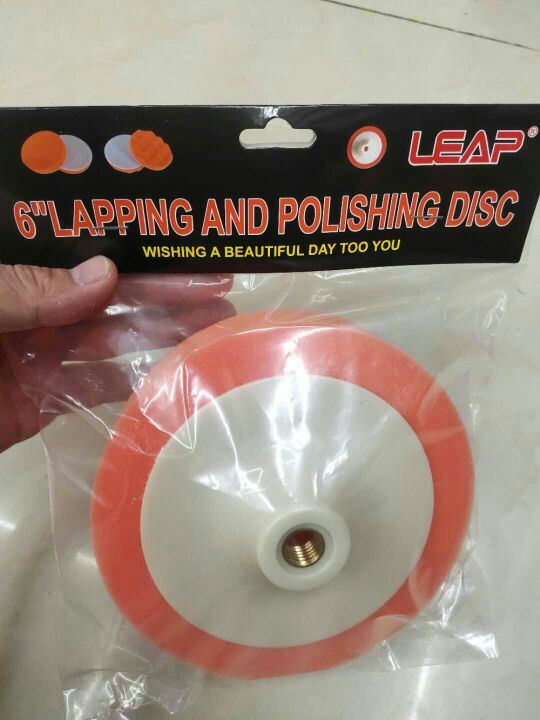 LEAP®
6" LAPPING AND POLISHING DISC
WISHING A BEAUTIFUL DAY TOO YOU